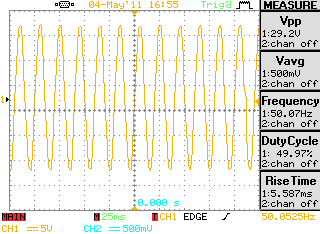 04-May'11 16:55 Trig'd MEASURE
Vpp
1:29.2V
2:chan off
Vavg
1:500mV
2:chan off
Frequency
1:50.07Hz
2:chan off
DutyCycle
1: 49.97%
2:chan off
RiseTime
1:5.587ms
2:chan off
1
0.000 s
MAIN M 25ms T CH1 EDGE 50.0525Hz
CH1 5V CH2 500mV